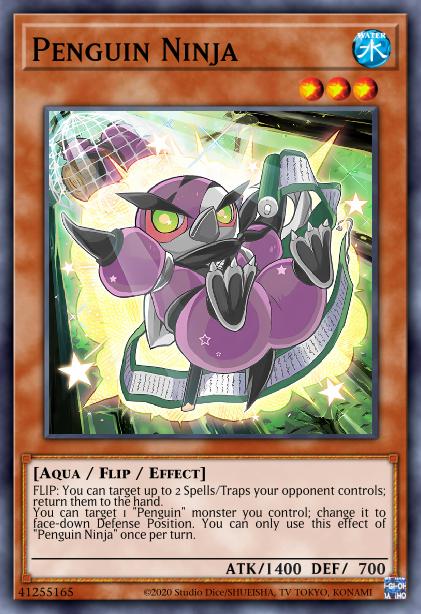 Penguin Ninja
WATER
水
[Aqua / Flip / Effect]
FLIP: You can target up to 2 Spells/Traps your opponent controls;
return them to the hand.
You can target 1 "Penguin" monster you control; change it to
face-down Defense Position. You can only use this effect of
"Penguin Ninja" once per turn.
ATK/1400 DEF/ 700
41255165
©2020 Studio Dice/SHUEISHA, TV TOKYO, KONAMI